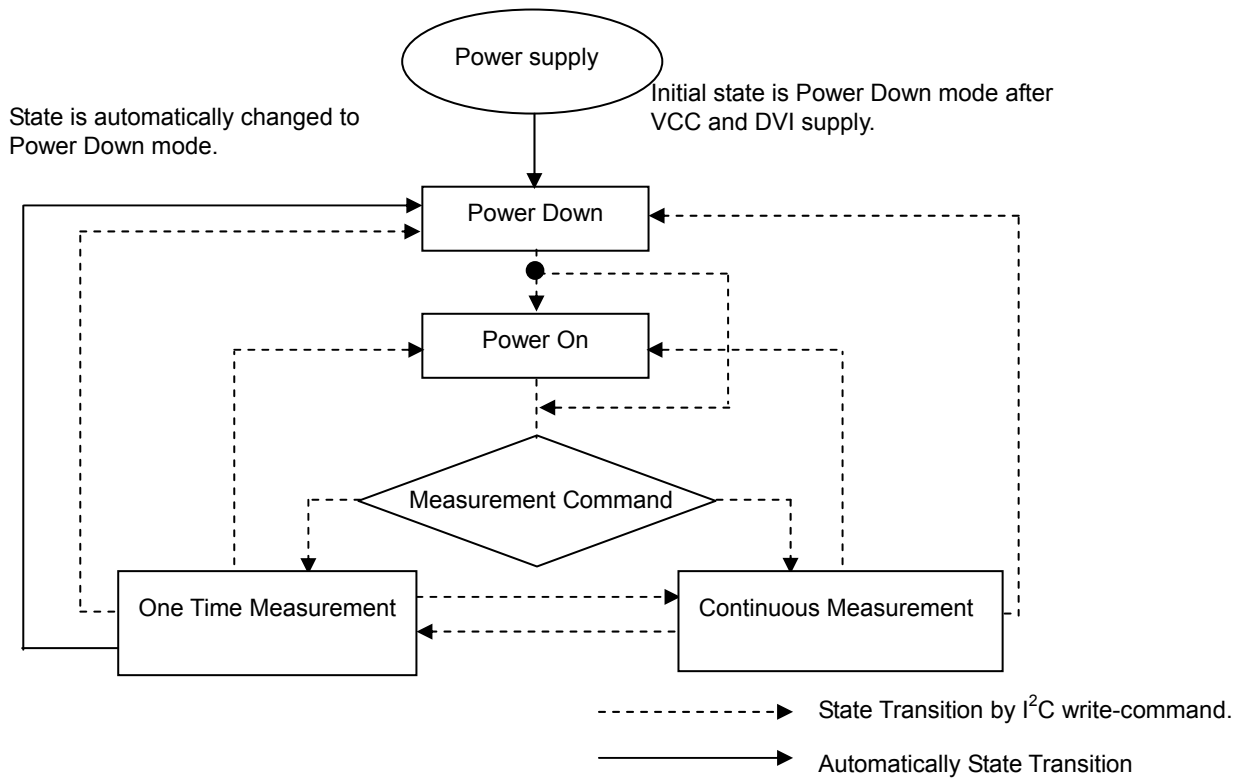 Power supply
Initial state is Power Down mode after
VCC and DVI supply.
State is automatically changed to
Power Down mode.
Power Down
Power On
Measurement Command
One Time Measurement
Continuous Measurement
State Transition by I²C write-command.
Automatically State Transition